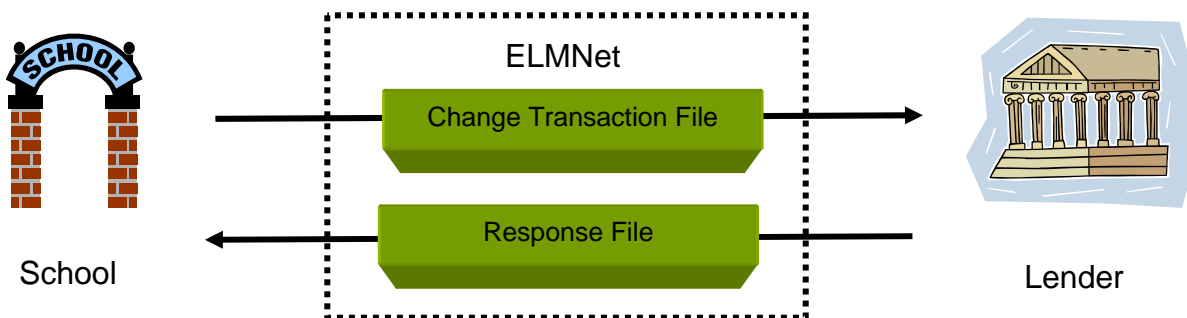 SCHOOL
ELMNet
Change Transaction File
Response File
School
Lender